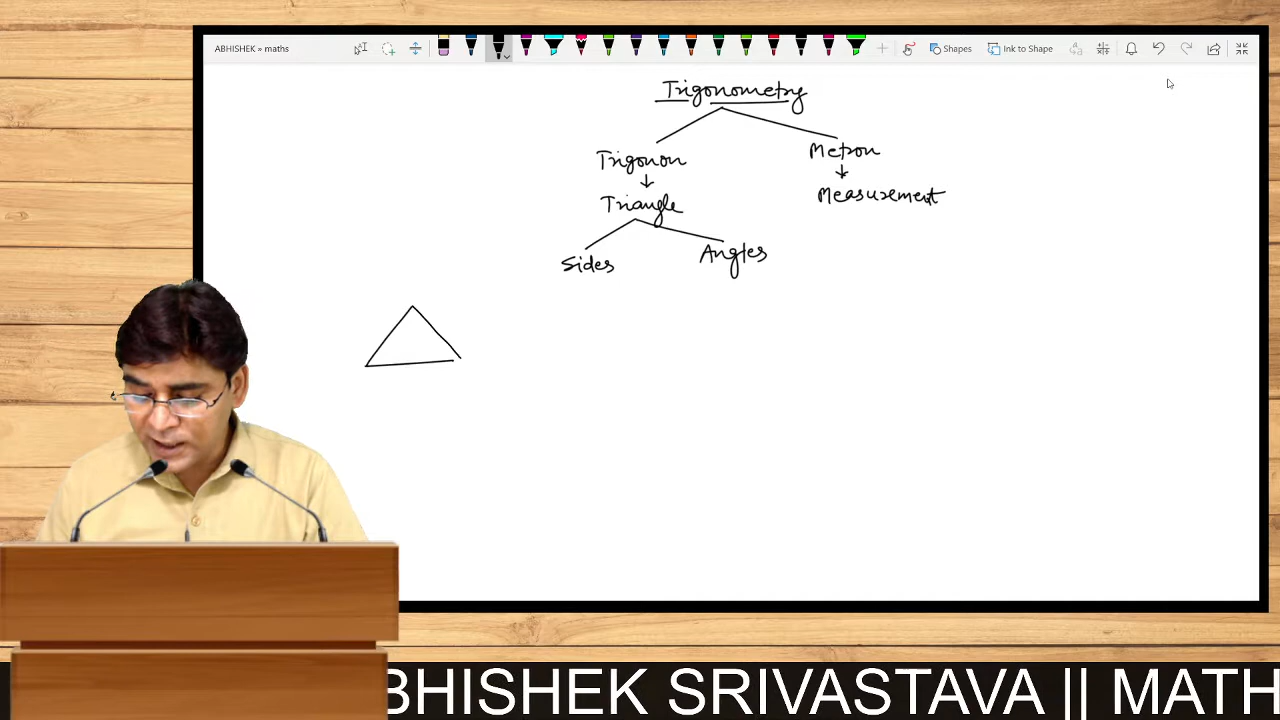 ABHISHEK » maths
Shapes
Ink to Shape
Trigonometry
Trigonon
Metron
Triangle
Measurement
Sides
Angles
BHISHEK SRIVASTAVA || MATH